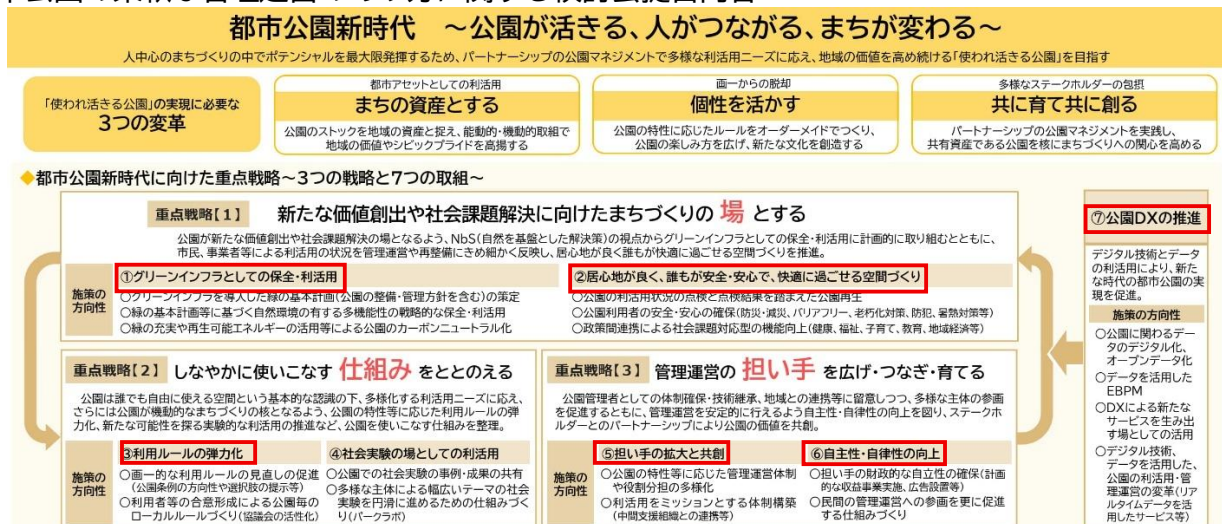 都市公園新時代 ～公園が活きる、人がつながる、まちが変わる～
人中心のまちづくりの中でポテンシャルを最大限発揮するため、パートナーシップの公園マネジメントで多様な利活用ニーズに応え、地域の価値を高め続ける「使われ活きる公園」を目指す
「使われ活きる公園」の実現に必要な
3つの変革
都市アセットとしての利活用
まちの資産とする
公園のストックを地域の資産と捉え、能動的・機動的取組で
地域の価値やシビックプライドを高揚する
画一からの脱却
個性を活かす
公園の特性に応じたルールをオーダーメイドでつくり、
公園の楽しみ方を広げ、新たな文化を創造する
多様なステークホルダーの包摂
共に育て共に創る
パートナーシップの公園マネジメントを実践し、
共有資産である公園を核にまちづくりへの関心を高める
◆都市公園新時代に向けた重点戦略～3つの戦略と7つの取組～
重点戦略【1】 新たな価値創出や社会課題解決に向けたまちづくりの 場 とする
公園が新たな価値創出や社会課題解決の場となるよう、NbS(自然を基盤とした解決策)の視点からグリーンインフラとしての保全・利活用に計画的に取り組むとともに、
市民、事業者等による利活用の状況を管理運営や再整備にきめ細かく反映し、居心地が良く誰もが快適に過ごせる空間づくりを推進。
施策の
方向性
①グリーンインフラとしての保全・利活用
○グリーンインフラを導入した緑の基本計画(公園の整備・管理方針を含む)の策定
○緑の基本計画等に基づく自然環境の有する多機能性の戦略的な保全・利活用
○緑の充実や再生可能エネルギーの活用等による公園のカーボンニュートラル化
②居心地が良く、誰もが安全・安心で、快適に過ごせる空間づくり
○公園の利活用状況の点検と点検結果を踏まえた公園再生
○公園利用者の安全・安心の確保(防災・減災、バリアフリー、老朽化対策、防犯、暑熱対策等)
○政策間連携による社会課題対応型の機能向上(健康、福祉、子育て、教育、地域経済等)
重点戦略【2】 しなやかに使いこなす 仕組み をととのえる
公園は誰でも自由に使える空間という基本的な認識の下、多様化する利活用ニーズに応え、
さらには公園が機動的なまちづくりの核となるよう、公園の特性等に応じた利用ルールの弾
力化、新たな可能性を探る実験的な利活用の推進など、公園を使いこなす仕組みを整理。
施策の
方向性
③利用ルールの弾力化
○画一的な利用ルールの見直しの促進
(公園条例の方向性や選択肢の提示等)
○利用者等の合意形成による公園毎の
ローカルルールづくり(協議会の活性化)
④社会実験の場としての利活用
○公園での社会実験の事例・成果の共有
○多様な主体による幅広いテーマの社会
実験を円滑に進めるための仕組みづく
り(パークラボ)
重点戦略【3】 管理運営の 担い手 を広げ・つなぎ・育てる
公園管理者としての体制確保・技術継承、地域との連携等に留意しつつ、多様な主体の参画
を促進するともに、管理運営を安定的に行えるよう自主性・自律性の向上を図り、ステークホ
ルダーとのパートナーシップにより公園の価値を共創。
施策の
方向性
⑤担い手の拡大と共創
○公園の特性等に応じた管理運営体制
や役割分担の多様化
○利活用をミッションとする体制構築
(中間支援組織との連携等)
⑥自主性・自律性の向上
○担い手の財政的な自立性の確保(計画
的な収益事業実施、広告設置等)
○民間の管理運営への参画を更に促進
する仕組みづくり
⑦公園DXの推進
デジタル技術とデータ
の利活用により、新た
な時代の都市公園の実
現を促進。
施策の方向性
○公園に関わるデー
タのデジタル化、
オープンデータ化
○データを活用した
EBPM
○DXによる新たな
サービスを生み出
す場としての活用
○デジタル技術、
データを活用した、
公園の利活用・管
理運営の変革(リア
ルタイムデータを活
用したサービス等)